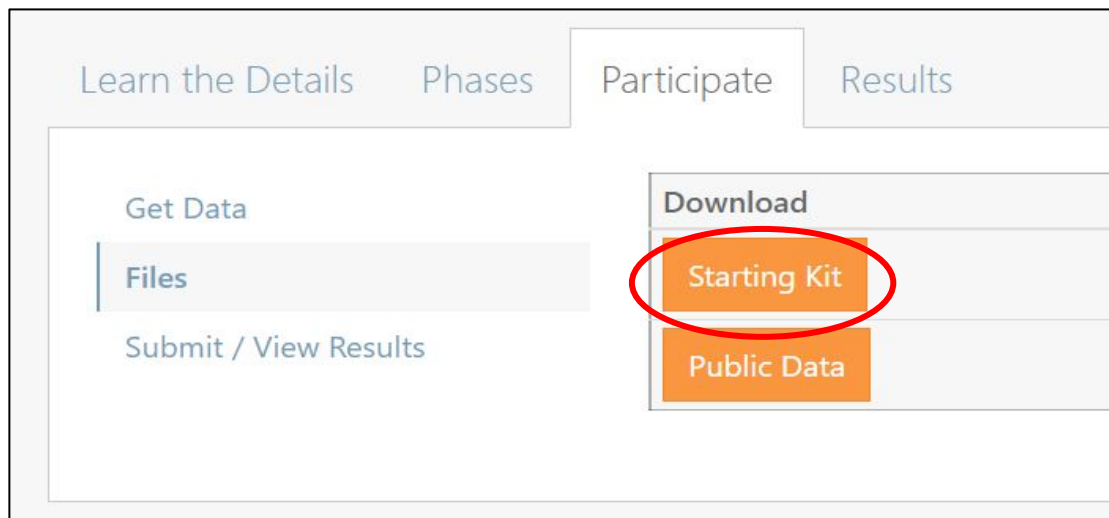 Learn the Details Phases Participate Results
Get Data
Files
Submit / View Results
Download
Starting Kit
Public Data